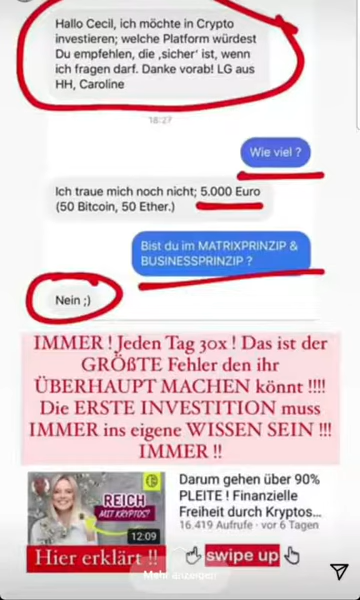 Hallo Cecil, ich möchte in Crypto
investieren; welche Platform würdest
Du empfehlen, die ‚sicher' ist, wenn
ich fragen darf. Danke vorab! LG aus
HH, Caroline
18:27
Wie viel ?
Ich traue mich noch nicht; 5.000 Euro
(50 Bitcoin, 50 Ether.)
Bist du im MATRIXPRINZIP &
BUSINESSPRINZIP ?
Nein ;)
IMMER ! Jeden Tag 30x ! Das ist der
GRÖßTE Fehler den ihr
ÜBERHAUPT MACHEN könnt !!!!
Die ERSTE INVESTITION muss
IMMER ins eigene WISSEN SEIN !!!
IMMER !!
REICH
MIT KRYPTOS?
12:09
Darum gehen über 90%
PLEITE ! Finanzielle
Freiheit durch Kryptos...
16.419 Aufrufe · vor 6 Tagen
Hier erklärt !!
swipe up
Mehr anzeigen